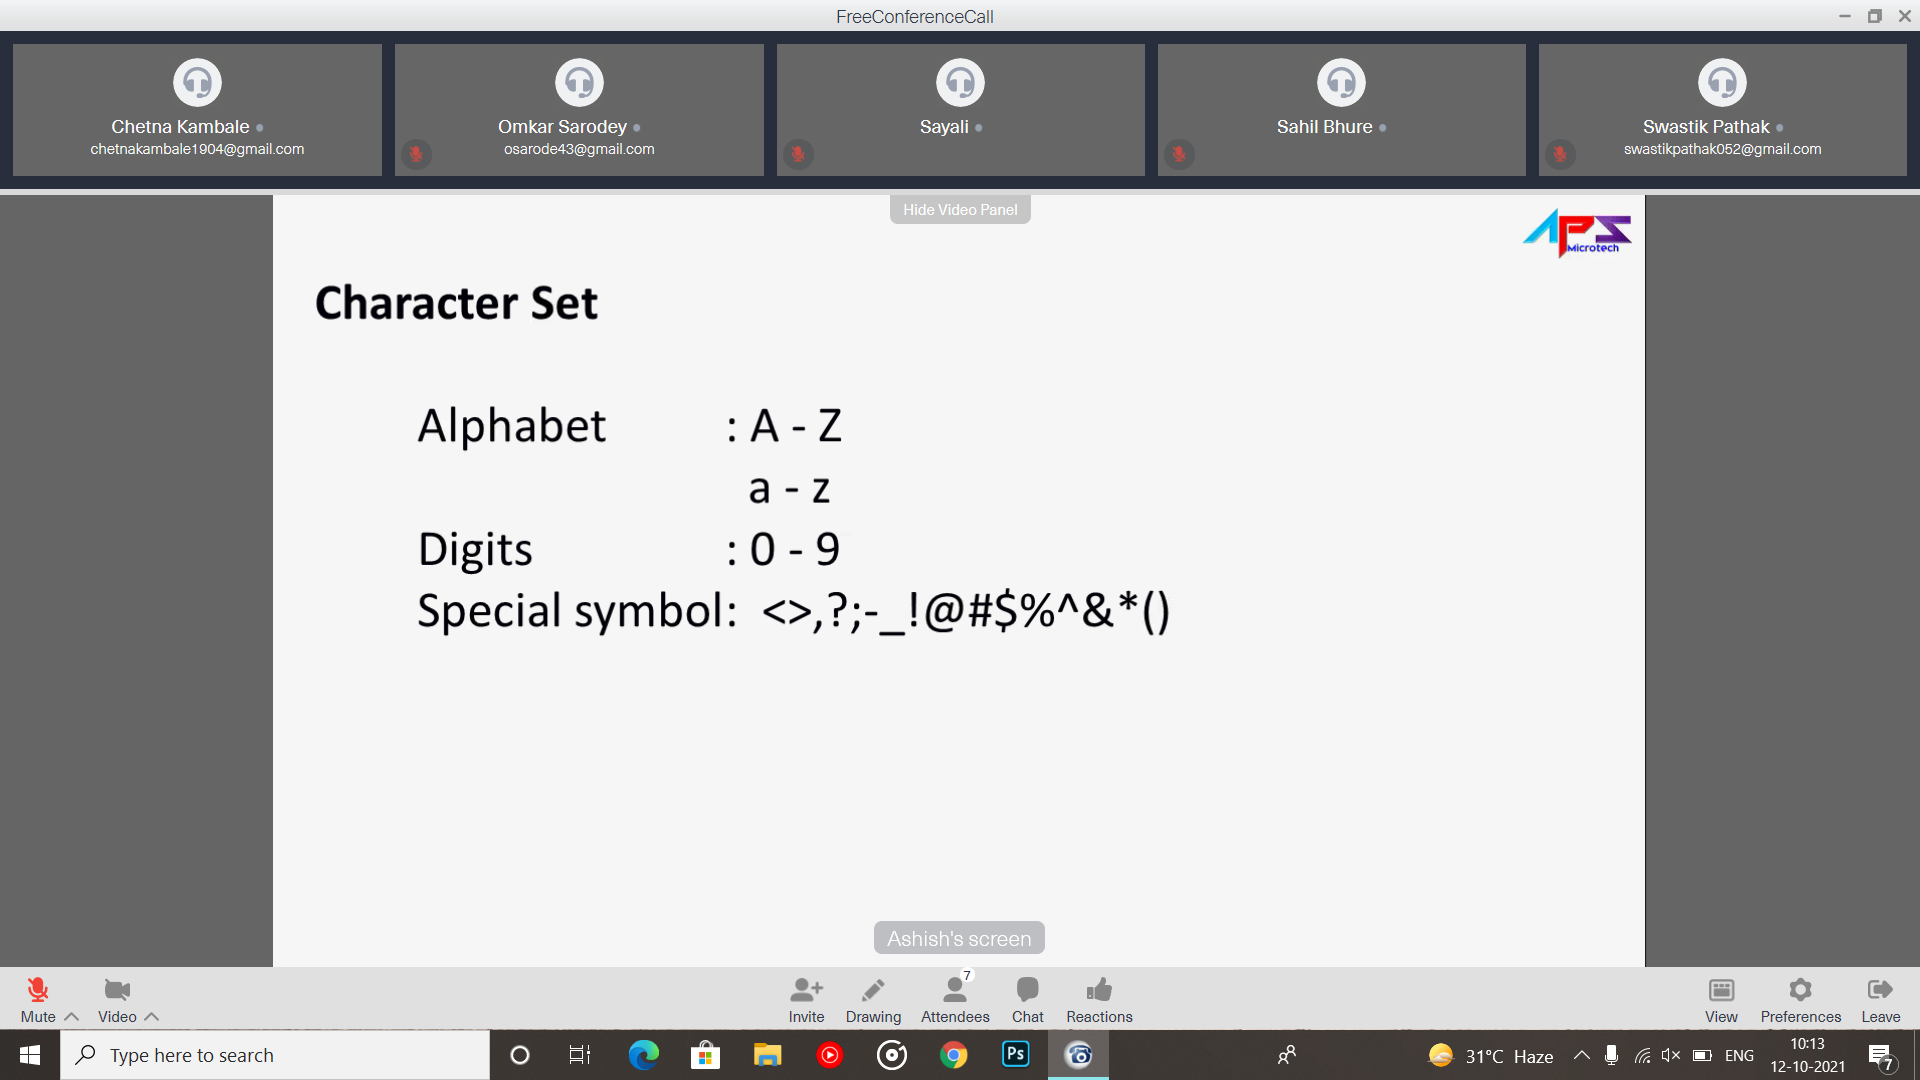 FreeConferenceCall
Chetna Kambale
chetnakambale1904@gmail.com
Omkar Sarodey
osarode43@gmail.com
Sayali
Sahil Bhure
Swastik Pathak
swastikpathak052@gmail.com
Hide Video Panel
APS
Microtech
Character Set
Alphabet : A - Z
a - z
Digits : 0 - 9
Special symbol: <>,?;-_!@#$%^&*()
Ashish's screen
7
Mute Video Invite Drawing Attendees Chat Reactions View Preferences Leave
Type here to search
Ps
31°C Haze
ENG
10:13
12-10-2021
7